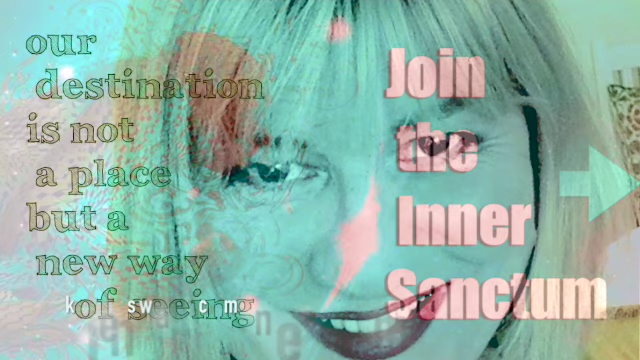 our
destination
is not
a place
but a
new way
of seeing
Join
the
Inner
Sanctum